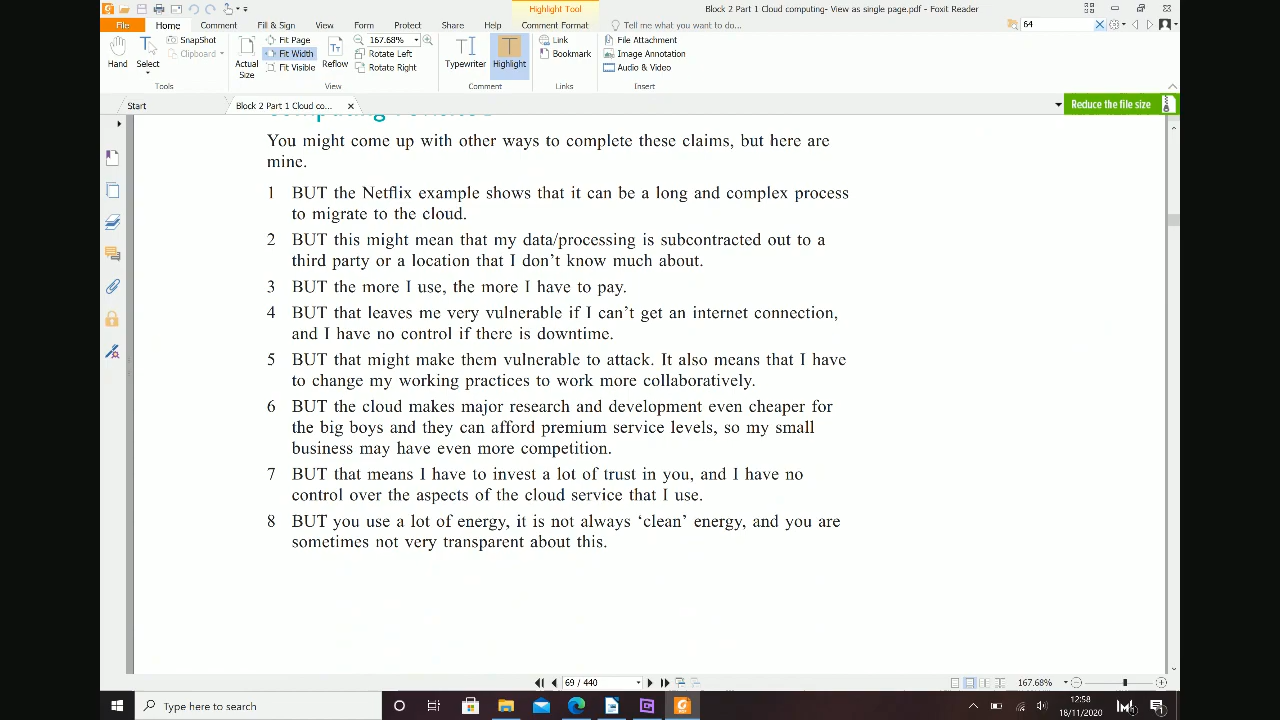 Highlight Tool
Block 2 Part 1 Cloud computing- View as single page.pdf - Foxit Reader
File Home Comment Fill & Sign View Form Protect Share Help Comment Format Tell me what you want to do... 64
Hand
Select
SnapShot
Clipboard
Tools
Actual Size
Fit Page
Fit Width
Fit Visible
Reflow
167.68%
Rotate Left
Rotate Right
View
Typewriter
Highlight
Comment
Link
Bookmark
Links
File Attachment
Image Annotation
Audio & Video
Insert
Start
Block 2 Part 1 Cloud co...
Reduce the file size
You might come up with other ways to complete these claims, but here are
mine.
1 BUT the Netflix example shows that it can be a long and complex process
to migrate to the cloud.
2 BUT this might mean that my data/processing is subcontracted out to a
third party or a location that I don’t know much about.
3 BUT the more I use, the more I have to pay.
4 BUT that leaves me very vulnerable if I can’t get an internet connection,
and I have no control if there is downtime.
5 BUT that might make them vulnerable to attack. It also means that I have
to change my working practices to work more collaboratively.
6 BUT the cloud makes major research and development even cheaper for
the big boys and they can afford premium service levels, so my small
business may have even more competition.
7 BUT that means I have to invest a lot of trust in you, and I have no
control over the aspects of the cloud service that I use.
8 BUT you use a lot of energy, it is not always ‘clean’ energy, and you are
sometimes not very transparent about this.
69 / 440
167.68%
Type here to search
12:58
18/11/2020